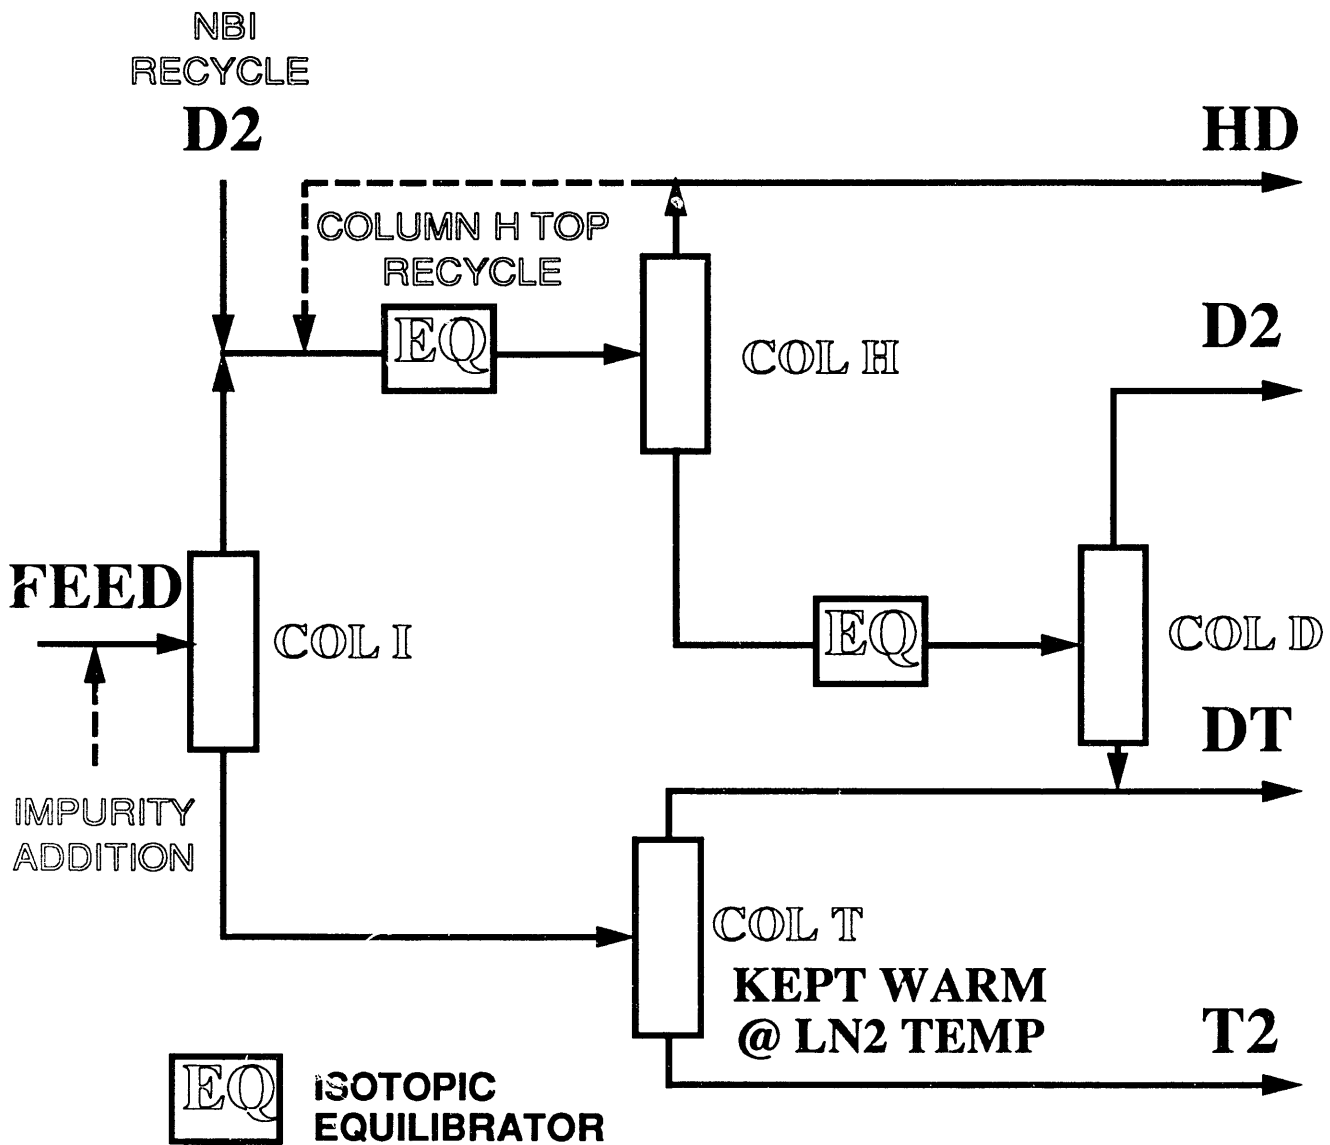 NBI
RECYCLE
D2
HD
COLUMN H TOP
RECYCLE
EQ
COL H
D2
FEED
COL I
EQ
COL D
DT
IMPURITY
ADDITION
COL T
KEPT WARM
@ LN2 TEMP
T2
EQ
ISOTOPIC
EQUILIBRATOR